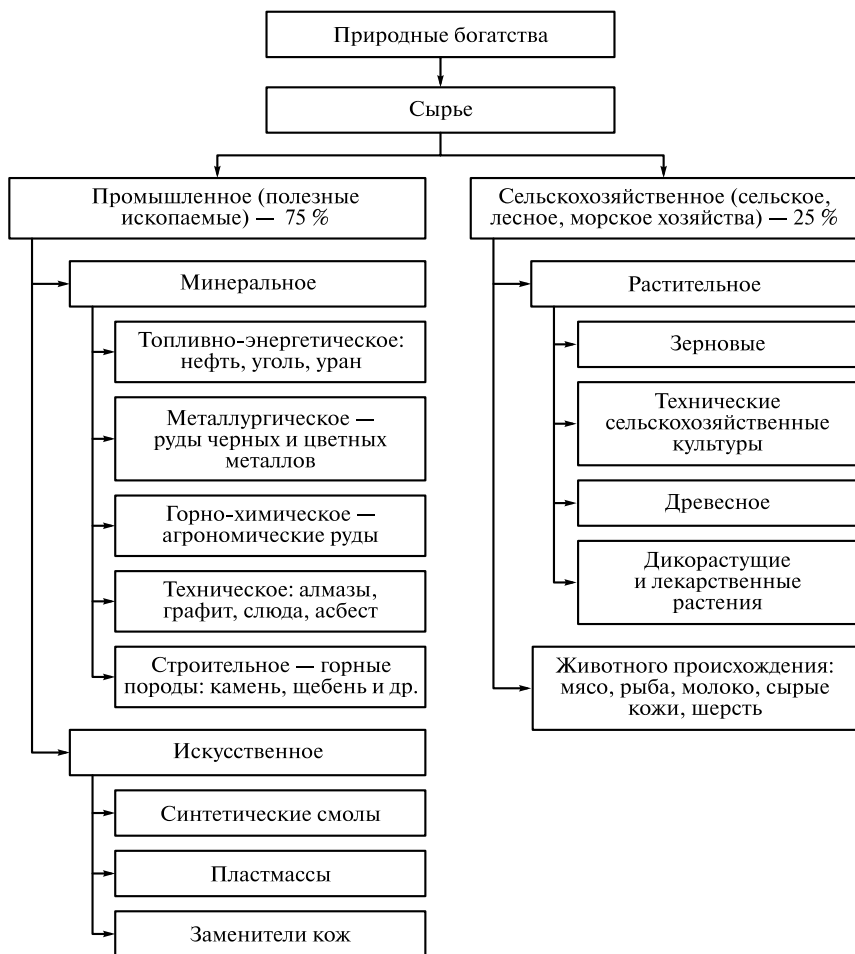 Природные богатства
Сырье
Промышленное (полезные
ископаемые) — 75 %
Минеральное
Топливно-энергетическое:
нефть, уголь, уран
Металлургическое —
руды черных и цветных
металлов
Горно-химическое —
агрономические руды
Техническое: алмазы,
графит, слюда, асбест
Строительное — горные
породы: камень, щебень и др.
Искусственное
Синтетические смолы
Пластмассы
Заменители кож
Сельскохозяйственное (сельское,
лесное, морское хозяйства) — 25 %
Растительное
Зерновые
Технические
сельскохозяйственные
культуры
Древесное
Дикорастущие
и лекарственные
растения
Животного происхождения:
мясо, рыба, молоко, сырые
кожи, шерсть